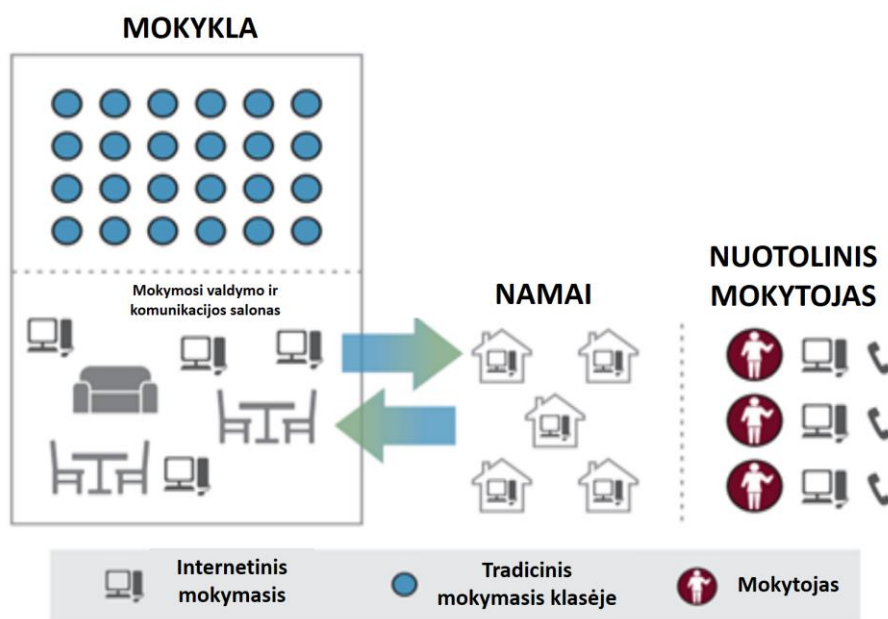 MOKYKLA
Mokymosi valdymo ir
komunikacijos salonas
NAMAI
NUOTOLINIS
MOKYTOJAS
Internetinis
mokymasis
Tradicinis
mokymasis klasėje
Mokytojas